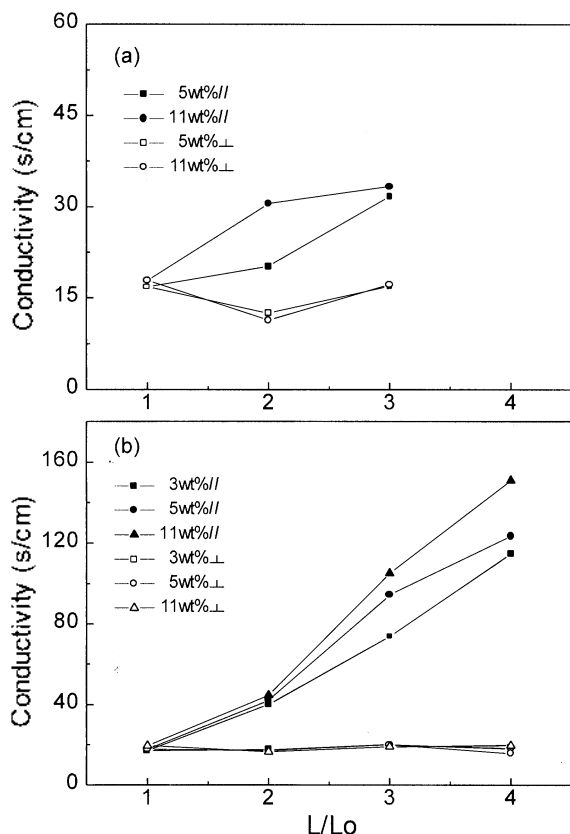 60
(a)
5wt%//
11wt%//
5wt%⊥
11wt%⊥
45
30
15
0
Conductivity (s/cm)
1 2 3 4
(b)
3wt%//
5wt%//
11wt%//
3wt%⊥
5wt%⊥
11wt%⊥
160
120
80
40
0
Conductivity (s/cm)
1 2 3 4
L/Lo